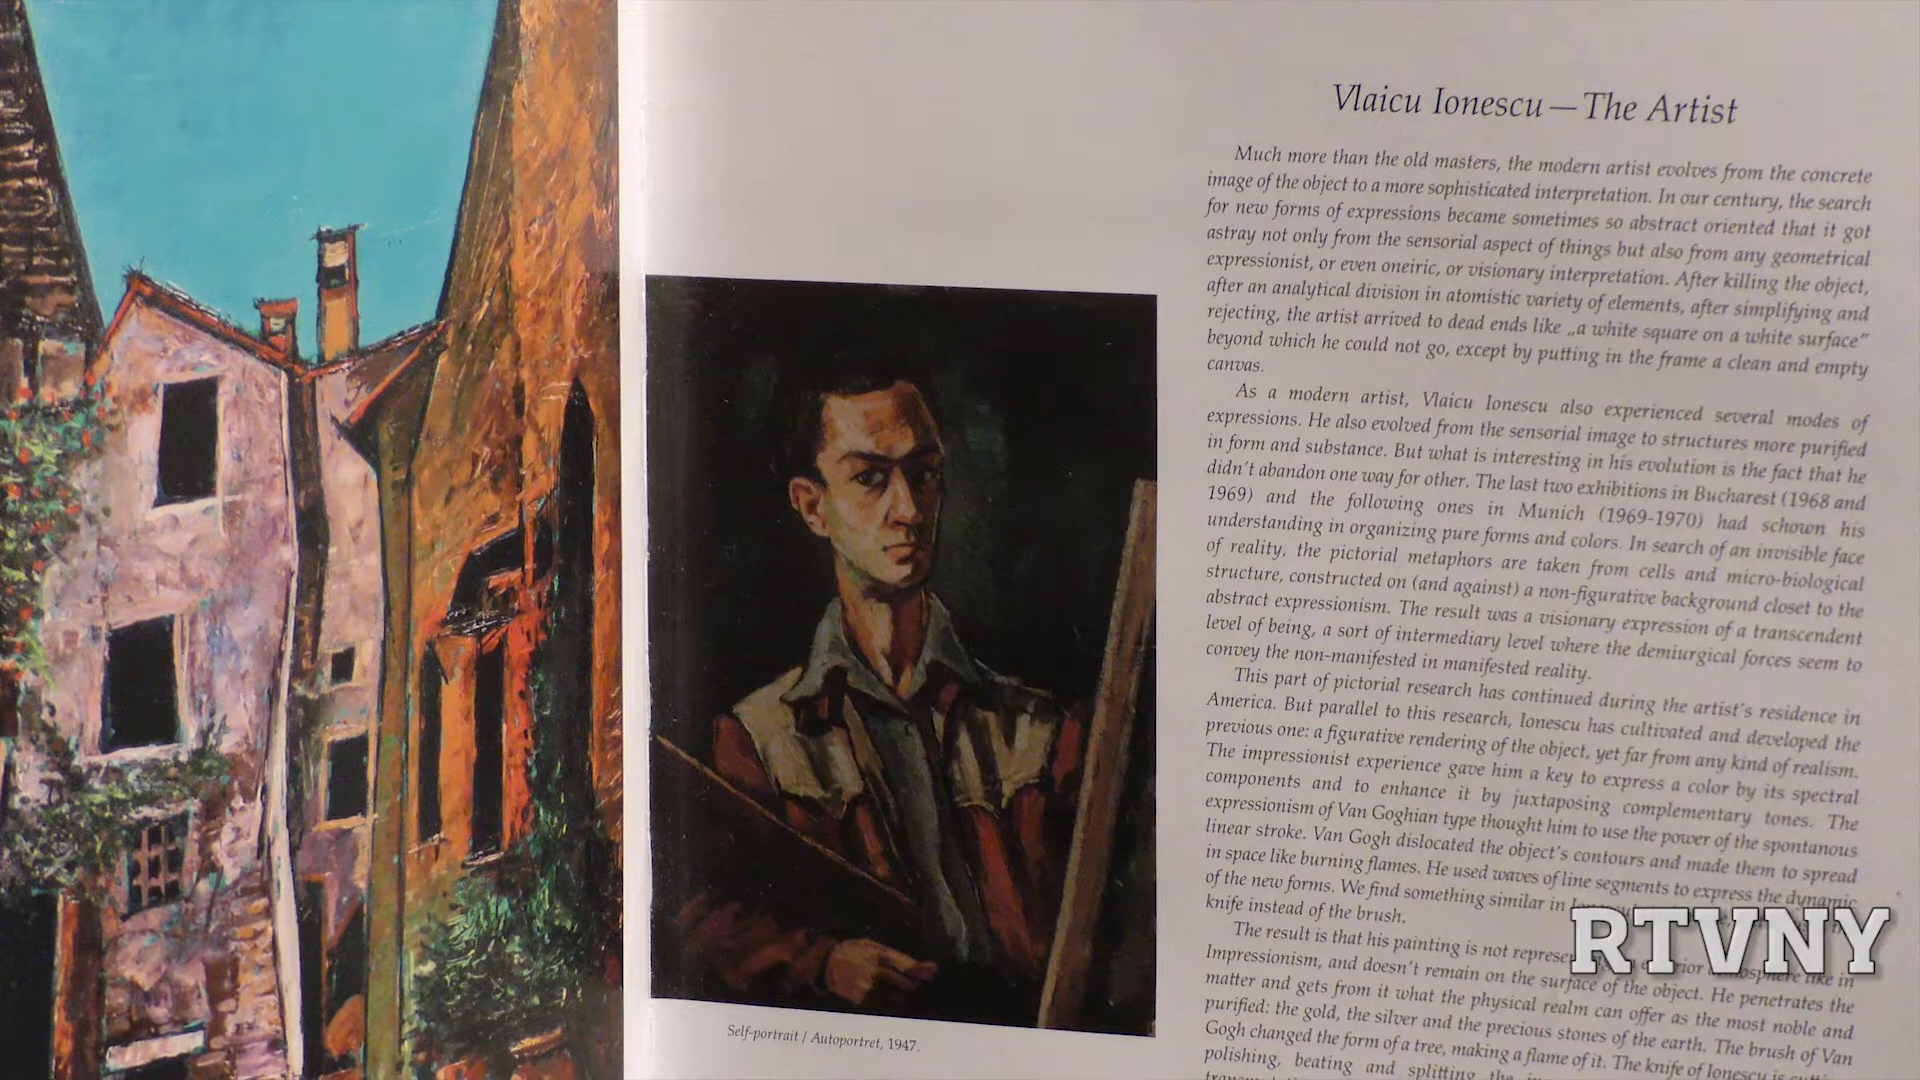 Vlaicu Ionescu — The Artist
Much more than the old masters, the modern artist evolves from the concrete
image of the object to a more sophisticated interpretation. In our century, the search
for new forms of expressions became sometimes so abstract oriented that it got
astray not only from the sensorial aspect of things but also from any geometrical
expressionist, or even oneiric, or visionary interpretation. After killing the object,
after an analytical division in atomistic variety of elements, after simplifying and
rejecting, the artist arrived to dead ends like „a white square on a white surface”
beyond which he could not go, except by putting in the frame a clean and empty
canvas.
As a modern artist, Vlaicu Ionescu also experienced several modes of
expressions. He also evolved from the sensorial image to structures more purified
in form and substance. But what is interesting in his evolution is the fact that he
didn't abandon one way for other. The last two exhibitions in Bucharest (1968 and
1969) and the following ones in Munich (1969-1970) had schown his
understanding in organizing pure forms and colors. In search of an invisible face
of reality, the pictorial metaphors are taken from cells and micro-biological
structure, constructed on (and against) a non-figurative background closet to the
abstract expressionism. The result was a visionary expression of a transcendent
level of being, a sort of intermediary level where the demiurgical forces seem to
convey the non-manifested in manifested reality.
This part of pictorial research has continued during the artist's residence in
America. But parallel to this research, Ionescu has cultivated and developed the
previous one: a figurative rendering of the object, yet far from any kind of realism.
The impressionist experience gave him a key to express a color by its spectral
components and to enhance it by juxtaposing complementary tones. The
expressionism of Van Goghian type thought him to use the power of the spontanous
linear stroke. Van Gogh dislocated the object's contours and made them to spread
in space like burning flames. He used waves of line segments to express the dynamic
of the new forms. We find something similar in
knife instead of the brush.
The result is that his painting is not like in
Impressionism, and doesn't remain on the surface of the object. He penetrates the
matter and gets from it what the physical realm can offer as the most noble and
purified: the gold, the silver and the precious stones of the earth. The brush of Van
Gogh changed the form of a tree, making a flame of it. The knife of Ionescu is
polishing, beating and splitting the
Self-portrait / Autoportret, 1947.
RTVNY